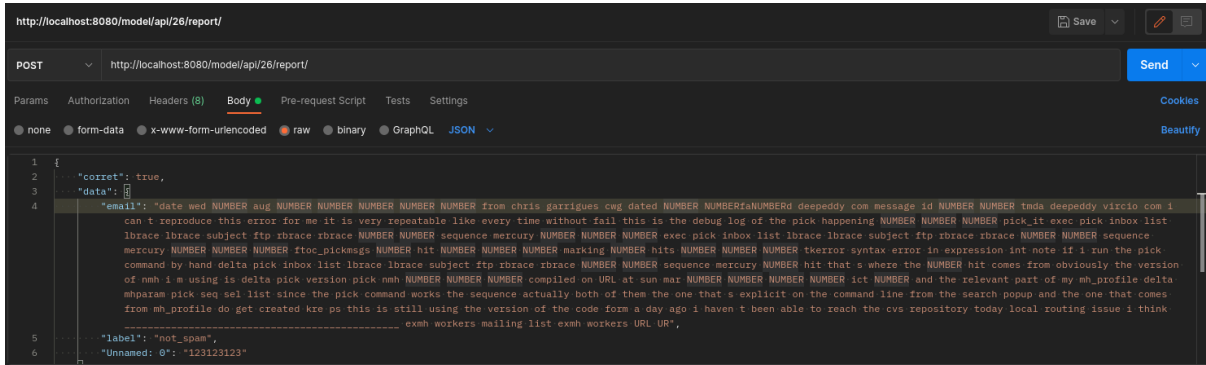 http://localhost:8080/model/api/26/report/
Save
POST
http://localhost:8080/model/api/26/report/
Send
Params Authorization Headers (8) Body Pre-request Script Tests Settings Cookies
none form-data x-www-form-urlencoded raw binary GraphQL JSON Beautify
1 {
2 "corret": true,
3 "data": {
4 "email": "date wed NUMBER aug NUMBER NUMBER NUMBER NUMBER NUMBER from chris garrigues cwg dated NUMBER NUMBERfaNUMBERd deepeddy com message id NUMBER NUMBER tmda deepeddy vircio com i
can t reproduce this error for me it is very repeatable like every time without fail this is the debug log of the pick happening NUMBER NUMBER NUMBER pick_it exec pick inbox list
lbrace lbrace subject ftp rbrace rbrace NUMBER NUMBER sequence mercury NUMBER NUMBER NUMBER exec pick inbox list lbrace lbrace subject ftp rbrace rbrace NUMBER NUMBER sequence
mercury NUMBER NUMBER NUMBER ftoc_pickmsgs NUMBER hit NUMBER NUMBER NUMBER marking NUMBER hits NUMBER NUMBER NUMBER tkerror syntax error in expression int note if i run the pick
command by hand delta pick inbox list lbrace lbrace subject ftp rbrace rbrace NUMBER NUMBER sequence mercury NUMBER hit that s where the NUMBER hit comes from obviously the version
of nmh i m using is delta pick version pick nmh NUMBER NUMBER NUMBER compiled on URL at sun mar NUMBER NUMBER NUMBER NUMBER ict NUMBER and the relevant part of my mh_profile delta
mhparam pick seq sel list since the pick command works the sequence actually both of them the one that s explicit on the command line from the search popup and the one that comes
from mh_profile do get created kre ps this is still using the version of the code form a day ago i haven t been able to reach the cvs repository today local routing issue i think
_______________________________________________ exmh workers mailing list exmh workers URL UR",
5 "label": "not_spam",
6 "Unnamed: 0": "123123123"